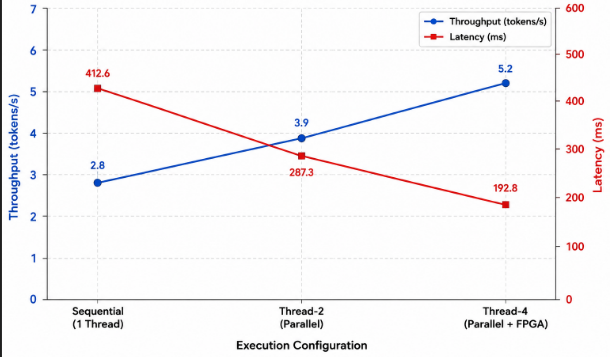 7
6
5
4
3
2
1
0
Throughput (tokens/s)
600
500
400
300
200
100
0
Latency (ms)
Throughput (tokens/s)
Latency (ms)
412.6
2.8
3.9
287.3
5.2
192.8
Sequential
(1 Thread)
Thread-2
(Parallel)
Thread-4
(Parallel + FPGA)
Execution Configuration